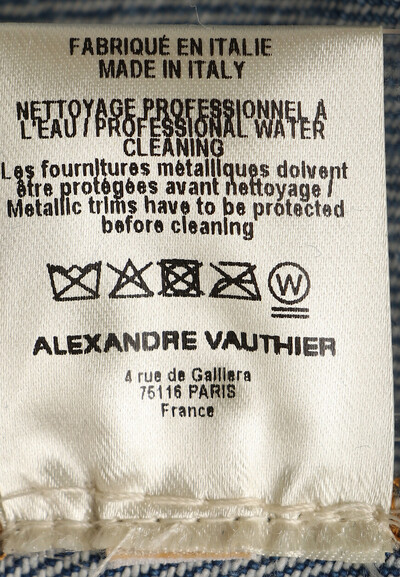 FABRIQUÉ EN ITALIE
MADE IN ITALY
NETTOYAGE PROFESSIONNEL A
L'EAU / PROFESSIONAL WATER
CLEANING
Les fournitures métalliques doivent
être protégées avant nettoyage /
Metallic trims have to be protected
before cleaning
W
ALEXANDRE VAUTHIER
4 rue de Galliera
75116 PARIS
France